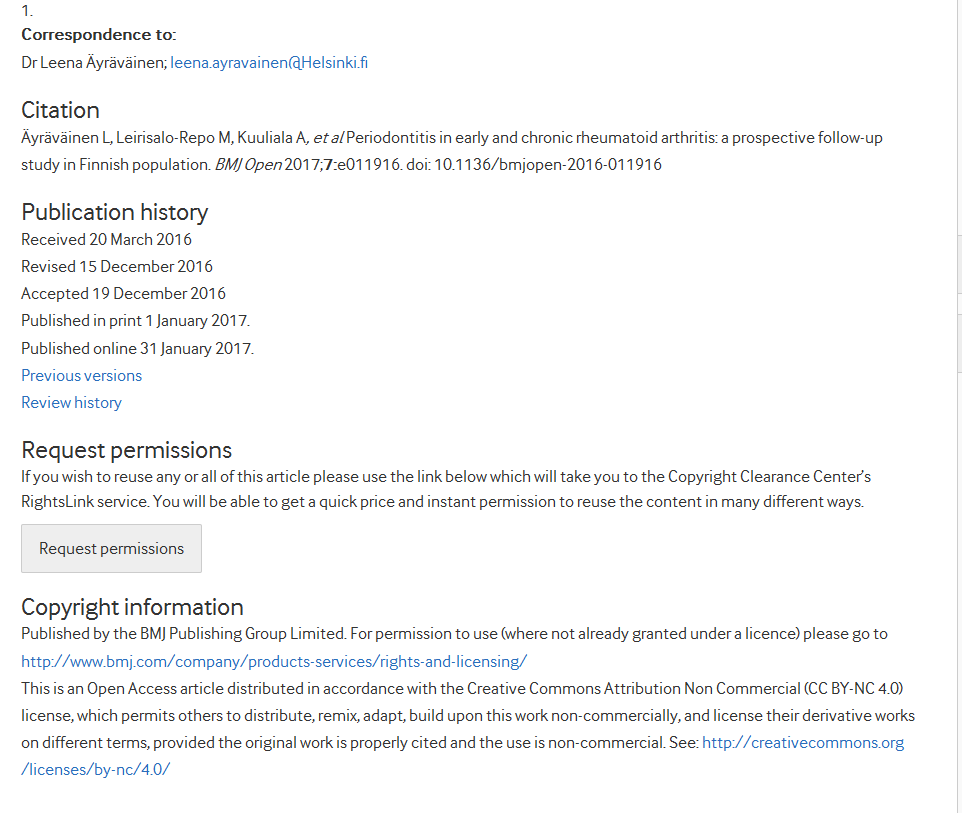 1.
Correspondence to:
Dr Leena Äyräväinen; leena.ayravainen@Helsinki.fi
Citation
Äyräväinen L, Leirisalo-Repo M, Kuuliala A, et al Periodontitis in early and chronic rheumatoid arthritis: a prospective follow-up
study in Finnish population. BMJ Open 2017;7:e011916. doi: 10.1136/bmjopen-2016-011916
Publication history
Received 20 March 2016
Revised 15 December 2016
Accepted 19 December 2016
Published in print 1 January 2017.
Published online 31 January 2017.
Previous versions
Review history
Request permissions
If you wish to reuse any or all of this article please use the link below which will take you to the Copyright Clearance Center’s
RightsLink service. You will be able to get a quick price and instant permission to reuse the content in many different ways.
Request permissions
Copyright information
Published by the BMJ Publishing Group Limited. For permission to use (where not already granted under a licence) please go to
http://www.bmj.com/company/products-services/rights-and-licensing/
This is an Open Access article distributed in accordance with the Creative Commons Attribution Non Commercial (CC BY-NC 4.0)
license, which permits others to distribute, remix, adapt, build upon this work non-commercially, and license their derivative works
on different terms, provided the original work is properly cited and the use is non-commercial. See: http://creativecommons.org
/licenses/by-nc/4.0/